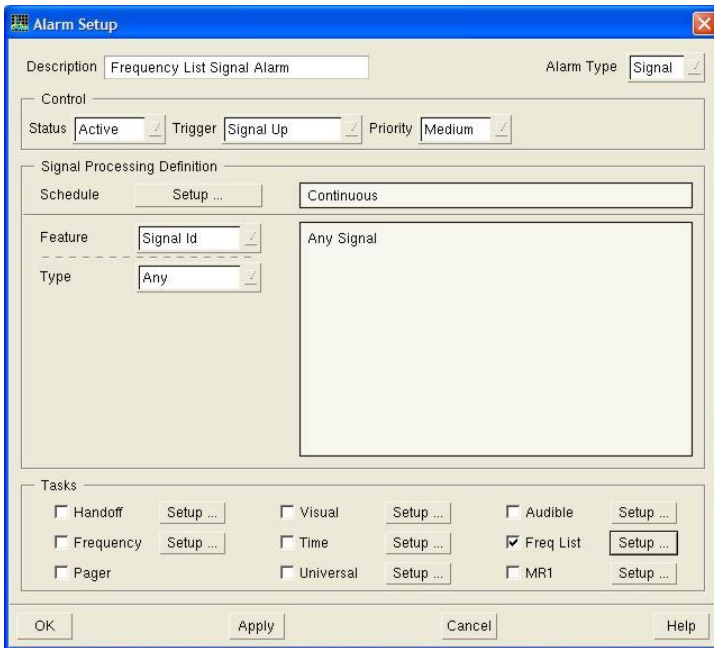 Alarm Setup
Description Frequency List Signal Alarm Alarm Type Signal
Control
Status Active Trigger Signal Up Priority Medium
Signal Processing Definition
Schedule Setup ... Continuous
Feature Signal Id Any Signal
Type Any
Tasks
Handoff Setup ... Visual Setup ... Audible Setup ...
Frequency Setup ... Time Setup ... Freq List Setup ...
Pager Universal Setup ... MR1 Setup ...
OK Apply Cancel Help